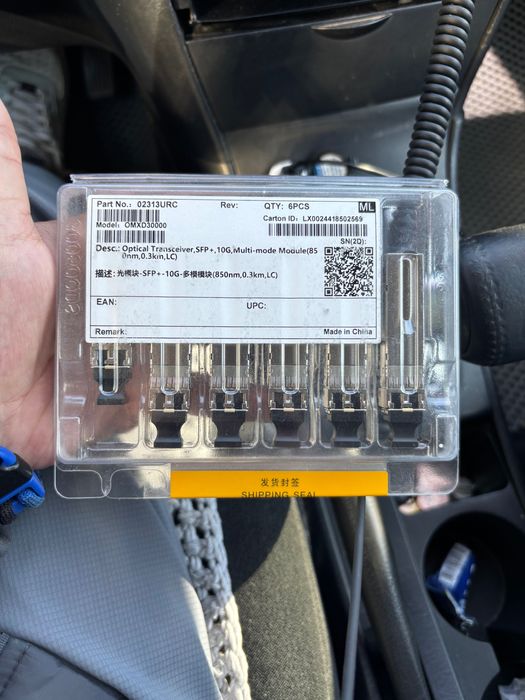 Part No.: 02313URC Rev: QTY: 6PCS ML
Model: OMXD30000 Carton ID: LX0024418502569
SN(2D):
Desc.: Optical Transceiver,SFP+,10G,Multi-mode Module(85
0nm,0.3km,LC)
描述: 光模块-SFP+-10G-多模模块(850nm,0.3km,LC)
EAN: UPC:
Remark: Made in China
发货封签
SHIPPING SEAL